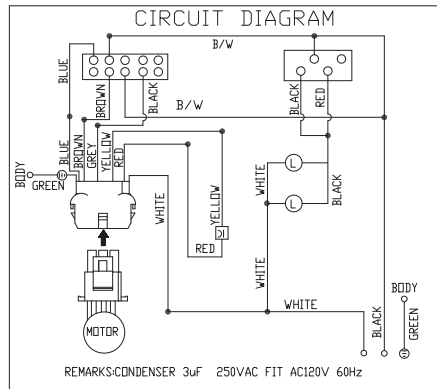 CIRCUIT DIAGRAM
B/W
BLUE
BROWN
BLACK
B/W
BLACK
RED
BLUE
BROWN
GREY
YELLOW
RED
BODY
GREEN
WHITE
YELLOW
RED
WHITE
L
L
BLACK
WHITE
WHITE
BLACK
BODY
GREEN
MOTOR
REMARKS:CONDENSER 3uF 250VAC FIT AC120V 60Hz